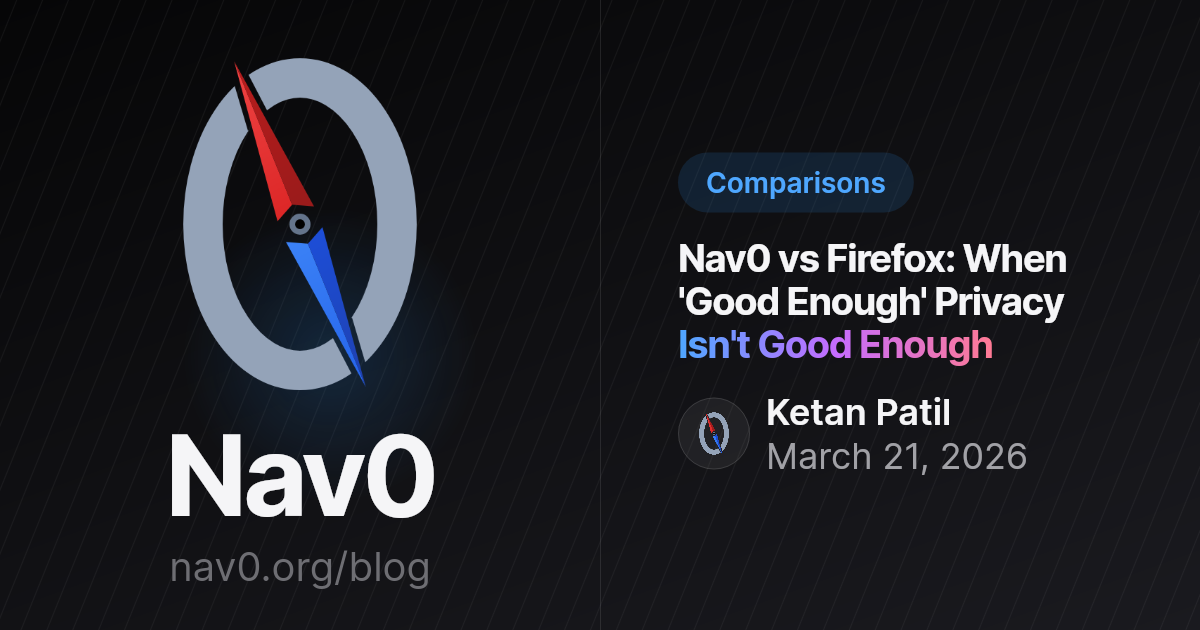 Nav0
nav0.org/blog
Comparisons
Nav0 vs Firefox: When
'Good Enough' Privacy
Isn't Good Enough
Ketan Patil
March 21, 2026